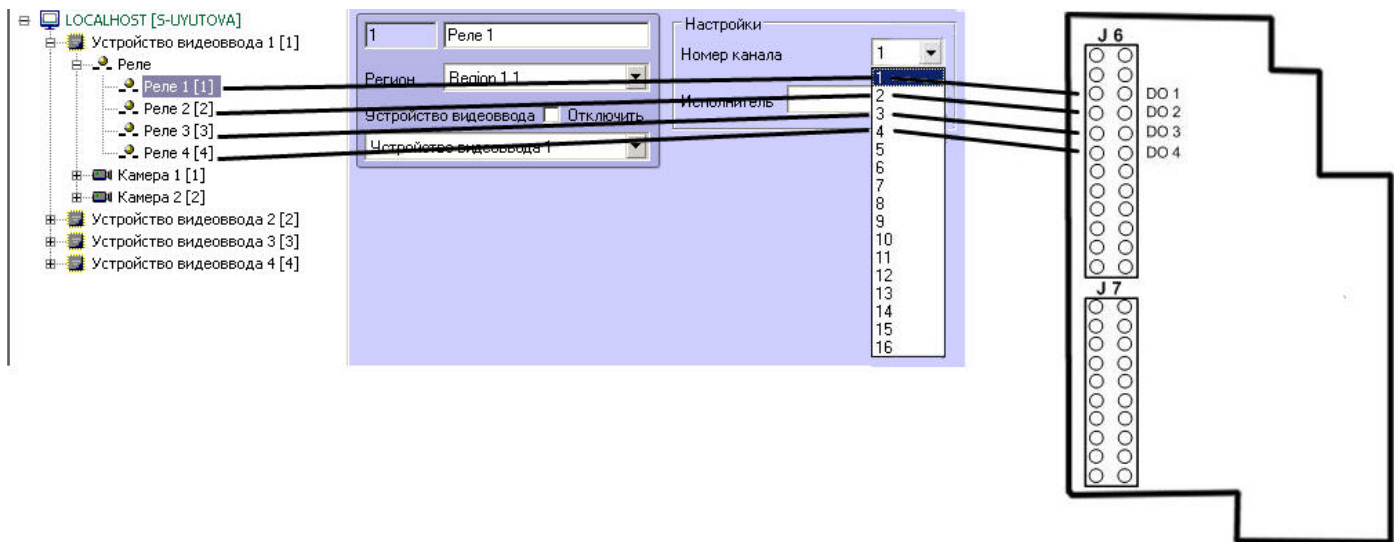 LOCALHOST [S-UYUTOVA]
Устройство видеоввода 1 [1]
Реле
Реле 1 [1]
Реле 2 [2]
Реле 3 [3]
Реле 4 [4]
Камера 1 [1]
Камера 2 [2]
Устройство видеоввода 2 [2]
Устройство видеоввода 3 [3]
Устройство видеоввода 4 [4]
1
Реле 1
Регион
Region 1.1
Устройство видеоввода
Отключить
Устройство видеоввода 1
Настройки
Номер канала
1
Исполнитель
1
2
3
4
5
6
7
8
9
10
11
12
13
14
15
16
J 6
DO 1
DO 2
DO 3
DO 4
J 7